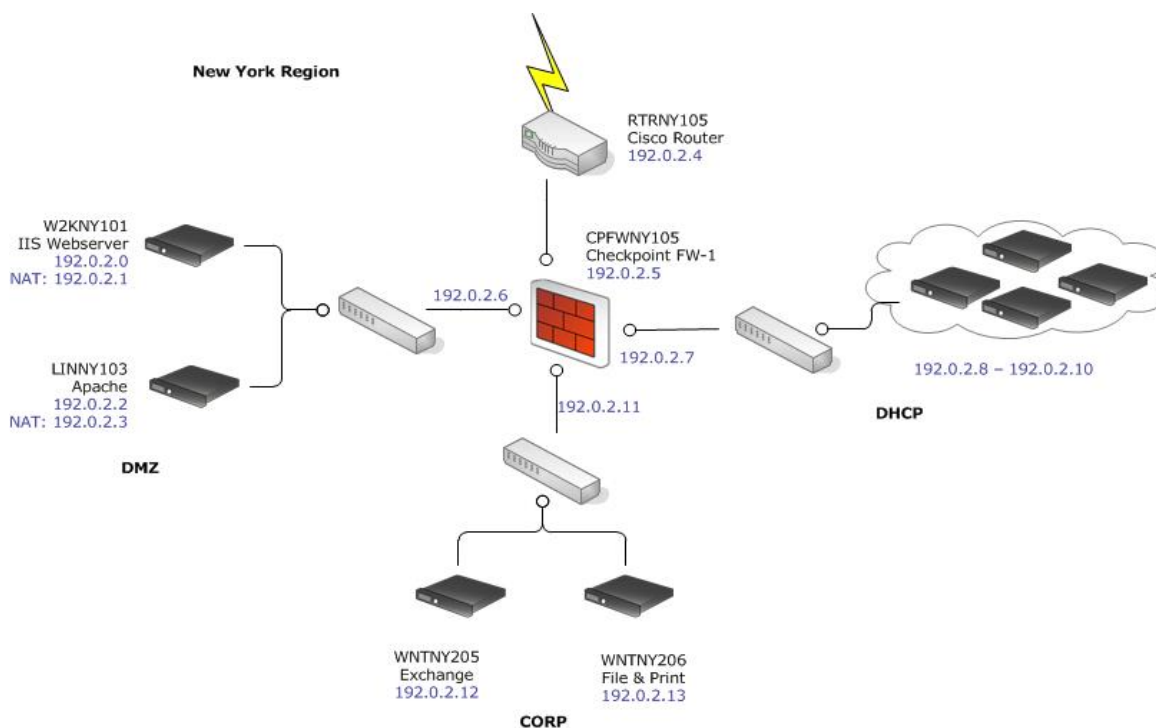 New York Region
RTRNY105
Cisco Router
192.0.2.4
W2KNY101
IIS Webserver
192.0.2.0
NAT: 192.0.2.1
CPFWNY105
Checkpoint FW-1
192.0.2.5
192.0.2.6
192.0.2.7
192.0.2.8 – 192.0.2.10
DHCP
LINNY103
Apache
192.0.2.2
NAT: 192.0.2.3
DMZ
192.0.2.11
WNTNY205
Exchange
192.0.2.12
WNTNY206
File & Print
192.0.2.13
CORP